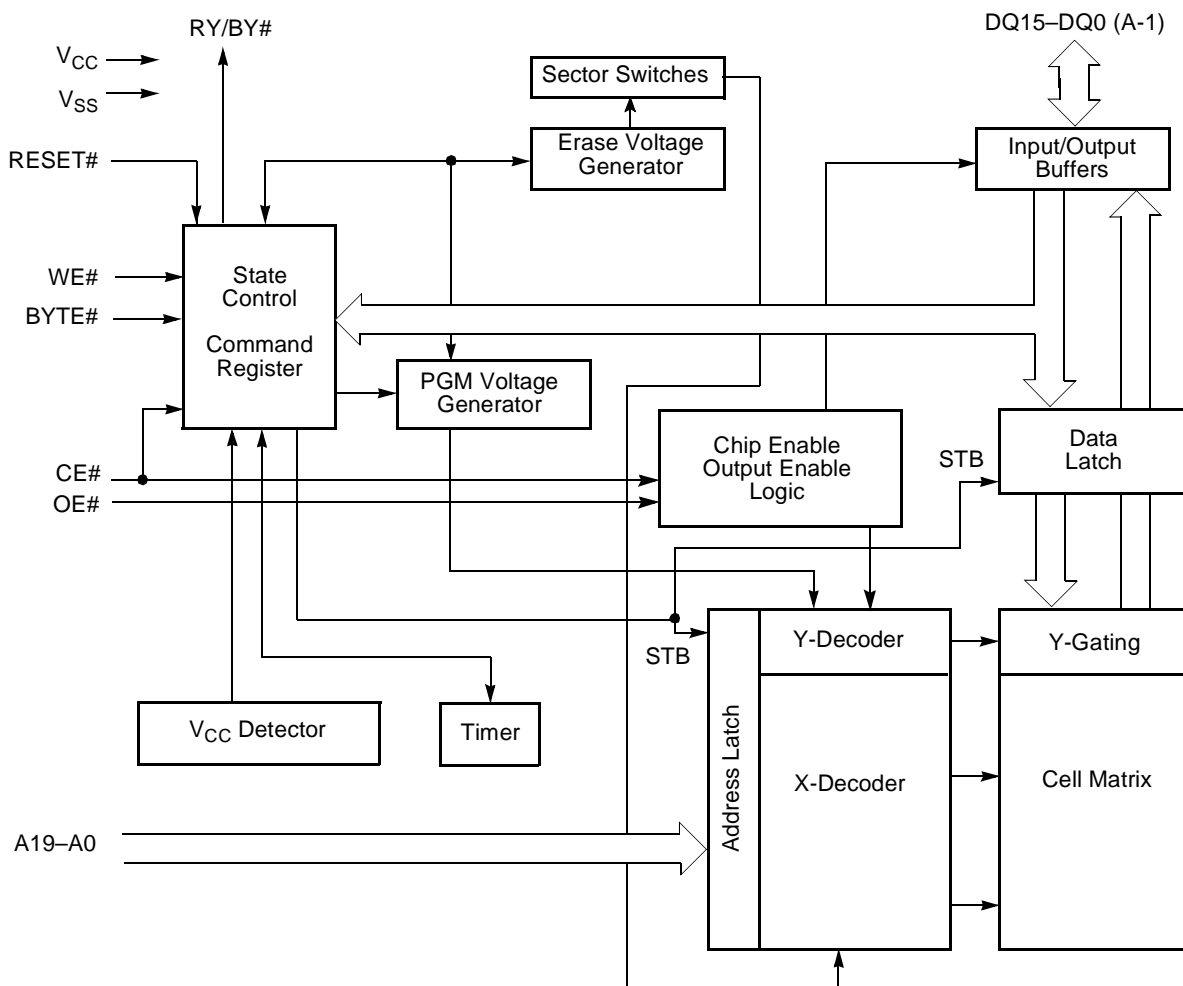 RY/BY#
DQ15–DQ0 (A-1)
VCC
VSS
Sector Switches
RESET#
Erase Voltage
Generator
Input/Output
Buffers
WE#
BYTE#
State
Control
Command
Register
PGM Voltage
Generator
CE#
OE#
Chip Enable
Output Enable
Logic
STB
Data
Latch
STB
Y-Decoder
Y-Gating
VCC Detector
Timer
Address Latch
X-Decoder
Cell Matrix
A19–A0